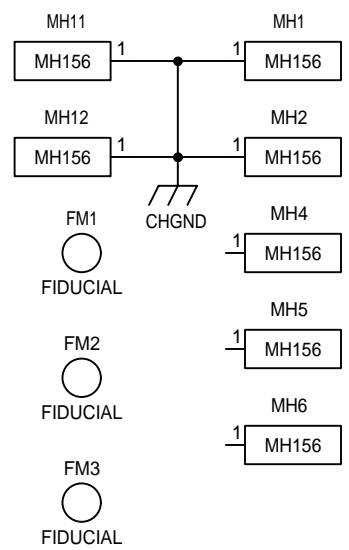 MH11
MH1
1
1
MH156
MH156
MH12
MH2
1
1
MH156
MH156
CHGND
MH4
FM1
1
MH156
FIDUCIAL
MH5
FM2
1
MH156
FIDUCIAL
MH6
1
MH156
FM3
FIDUCIAL